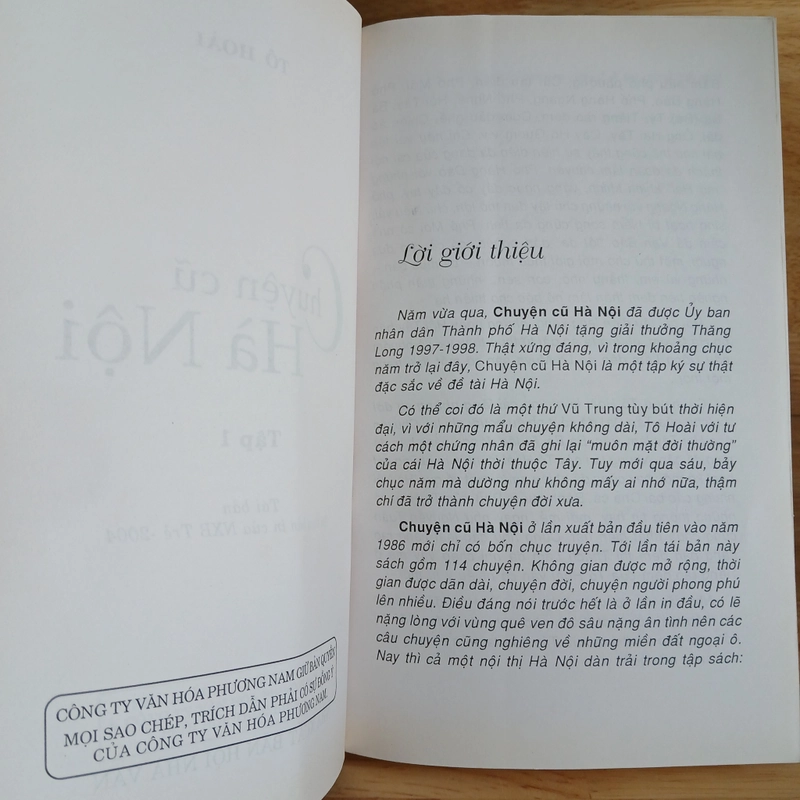 CÔNG TY VĂN HÓA PHƯƠNG NAM GIỮ BẢN QUYỀN
MỌI SAO CHÉP, TRÍCH DẪN PHẢI CÓ SỰ ĐỒNG Ý
CỦA CÔNG TY VĂN HÓA PHƯƠNG NAM.
Lời giới thiệu
Năm vừa qua, Chuyện cũ Hà Nội đã được Ủy ban
nhân dân Thành phố Hà Nội tặng giải thưởng Thăng
Long 1997-1998. Thật xứng đáng, vì trong khoảng chục
năm trở lại đây, Chuyện cũ Hà Nội là một tập ký sự thật
đặc sắc về đề tài Hà Nội.
Có thể coi đó là một thứ Vũ Trung tùy bút thời hiện
đại, vì với những mẩu chuyện không dài, Tô Hoài với tư
cách một chứng nhân đã ghi lại “muôn mặt đời thường”
của cái Hà Nội thời thuộc Tây. Tuy mới qua sáu, bảy
chục năm mà dường như không mấy ai nhớ nữa, thậm
chí đã trở thành chuyện đời xưa.
Chuyện cũ Hà Nội ở lần xuất bản đầu tiên vào năm
1986 mới chỉ có bốn chục truyện. Tới lần tái bản này
sách gồm 114 chuyện. Không gian được mở rộng, thời
gian được dãn dài, chuyện đời, chuyện người phong phú
lên nhiều. Điều đáng nói trước hết là ở lần in đầu, có lẽ
nặng lòng với vùng quê ven đô sâu nặng ân tình nên các
câu chuyện cũng nghiêng về những miền đất ngoại ô.
Nay thì cả một nội thị Hà Nội dàn trải trong tập sách:
TÔ HOÀI
Chuyện cũ
Hà Nội
Tập 1